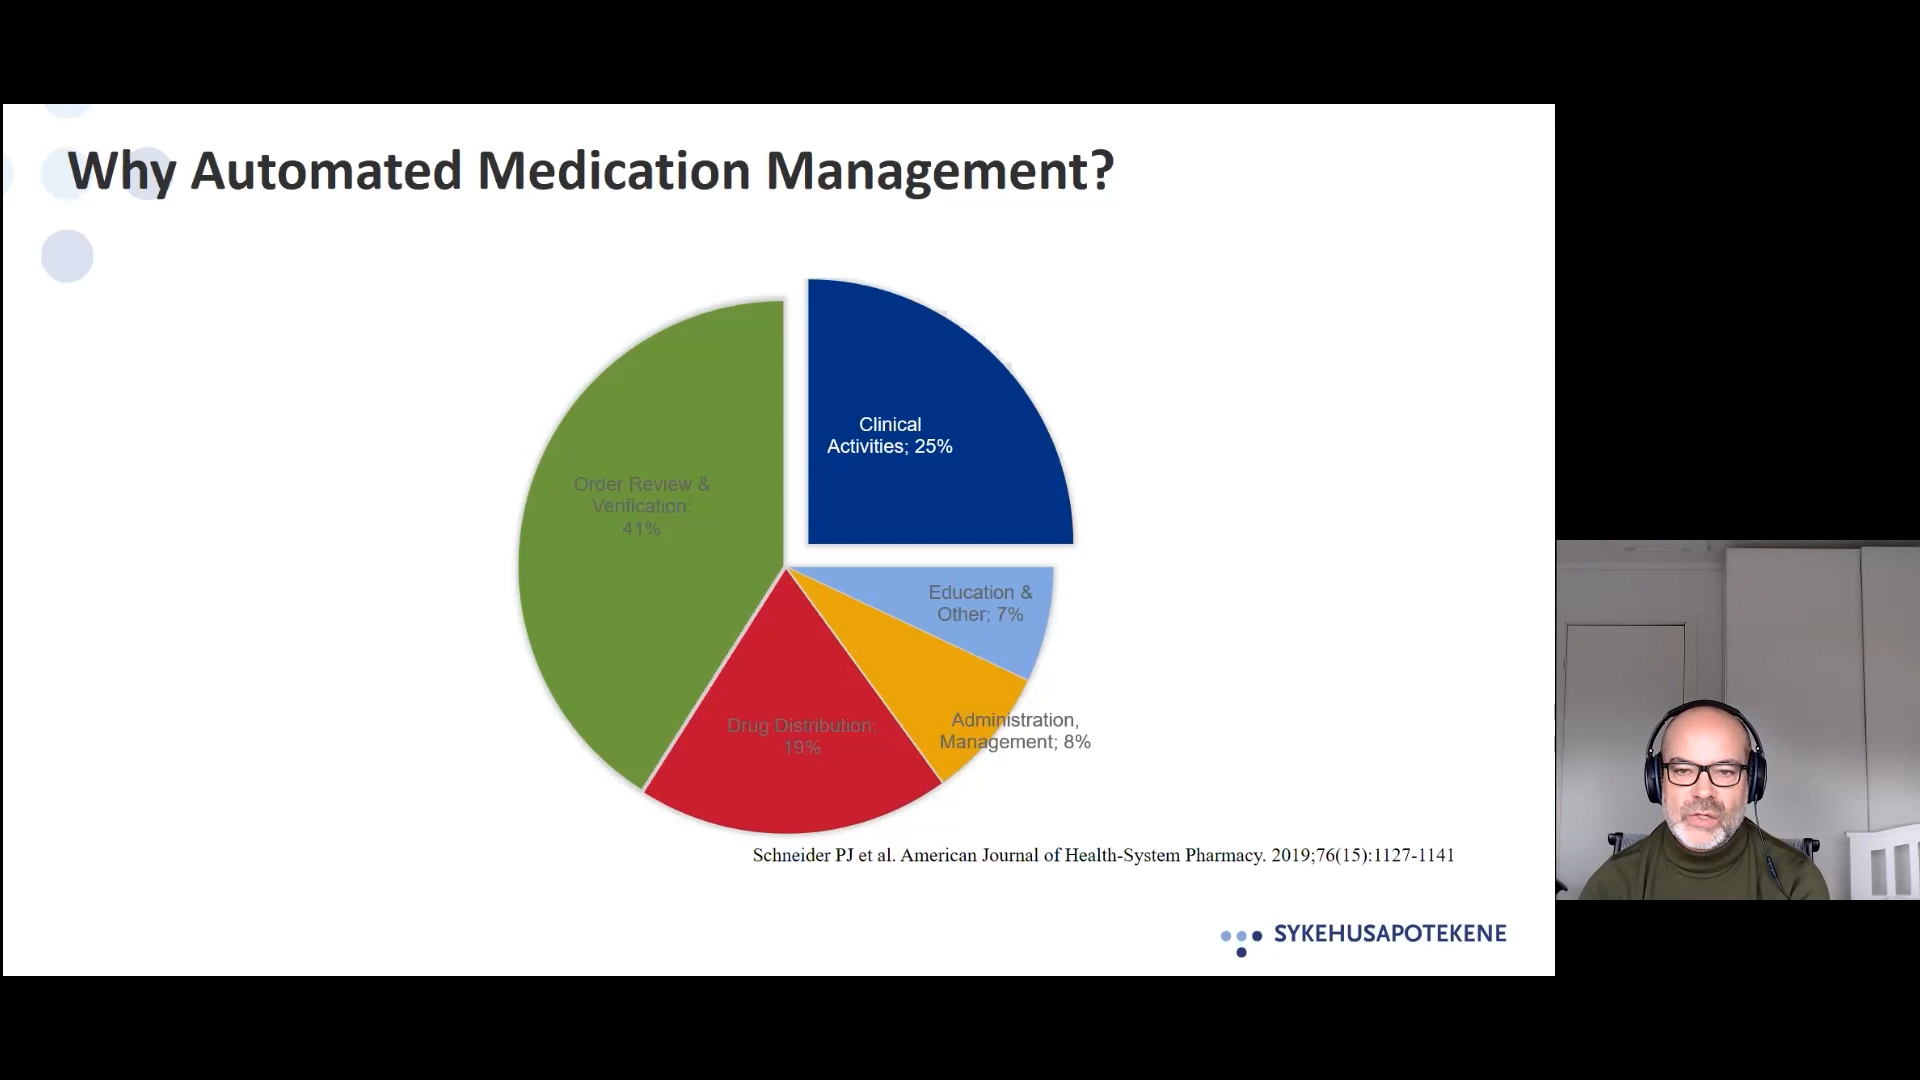 Why Automated Medication Management?
Clinical
Activities; 25%
Order Review &
Verification;
41%
Education &
Other; 7%
Administration,
Management; 8%
Drug Distribution;
19%
Schneider PJ et al. American Journal of Health-System Pharmacy. 2019;76(15):1127-1141
SYKEHUSAPOTEKENE